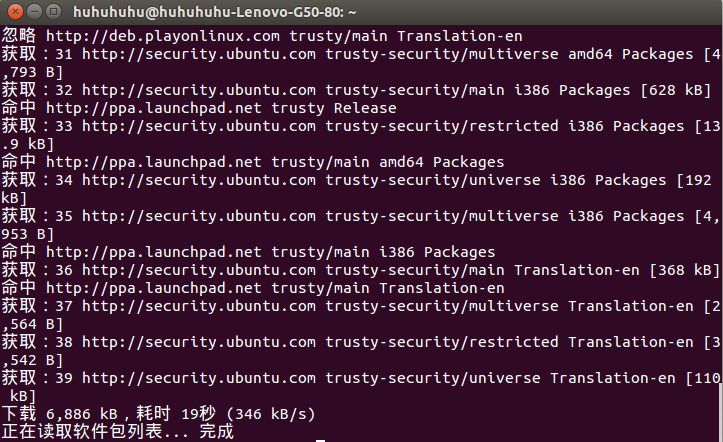 huhuhuhu@huhuhuhu-Lenovo-G50-80: ~
忽略 http://deb.playonlinux.com trusty/main Translation-en
获取：31 http://security.ubuntu.com trusty-security/multiverse amd64 Packages [4
,793 B]
获取：32 http://security.ubuntu.com trusty-security/main i386 Packages [628 kB]
命中 http://ppa.launchpad.net trusty Release
获取：33 http://security.ubuntu.com trusty-security/restricted i386 Packages [13
.9 kB]
命中 http://ppa.launchpad.net trusty/main amd64 Packages
获取：34 http://security.ubuntu.com trusty-security/universe i386 Packages [192
kB]
获取：35 http://security.ubuntu.com trusty-security/multiverse i386 Packages [4,
953 B]
命中 http://ppa.launchpad.net trusty/main i386 Packages
获取：36 http://security.ubuntu.com trusty-security/main Translation-en [368 kB]
命中 http://ppa.launchpad.net trusty/main Translation-en
获取：37 http://security.ubuntu.com trusty-security/multiverse Translation-en [2
,564 B]
获取：38 http://security.ubuntu.com trusty-security/restricted Translation-en [3
,542 B]
获取：39 http://security.ubuntu.com trusty-security/universe Translation-en [110
 kB]
下载 6,886 kB，耗时 19秒 (346 kB/s)
正在读取软件包列表... 完成